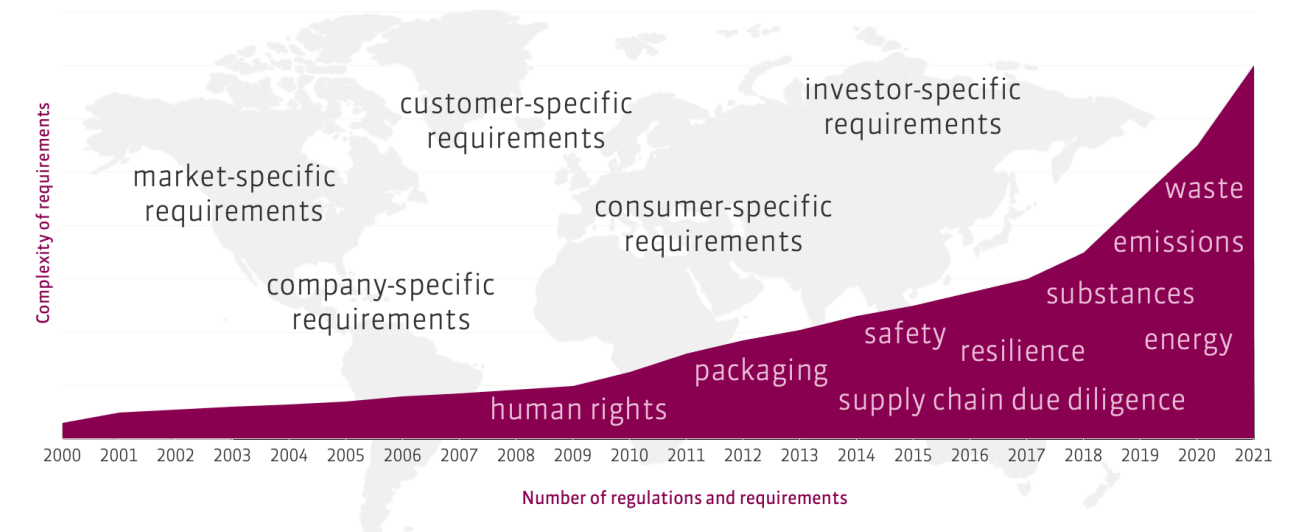 Complexity of requirements
customer-specific
requirements
investor-specific
requirements
market-specific
requirements
consumer-specific
requirements
company-specific
requirements
waste
emissions
substances
safety
energy
resilience
packaging
supply chain due diligence
human rights
2000 2001 2002 2003 2004 2005 2006 2007 2008 2009 2010 2011 2012 2013 2014 2015 2016 2017 2018 2019 2020 2021
Number of regulations and requirements